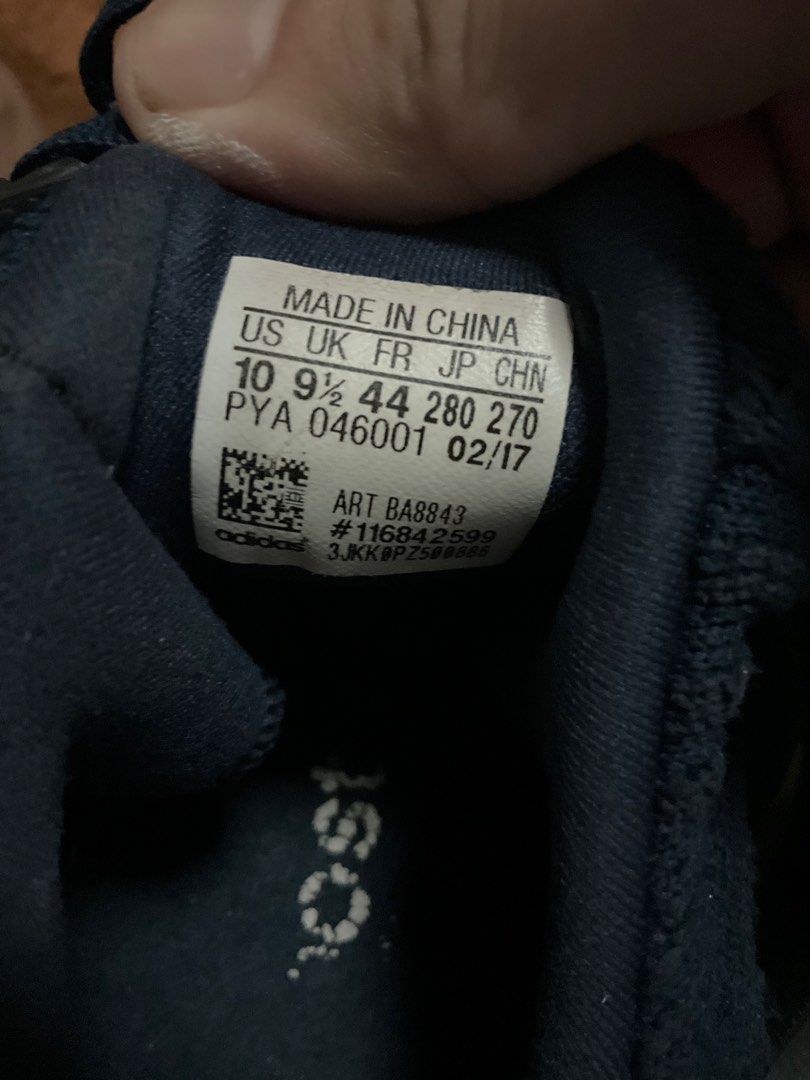 MADE IN CHINA
US UK FR JP CHN
10 9½ 44 280 270
PYA 046001 02/17
ART BA8843
#116842599
adidas